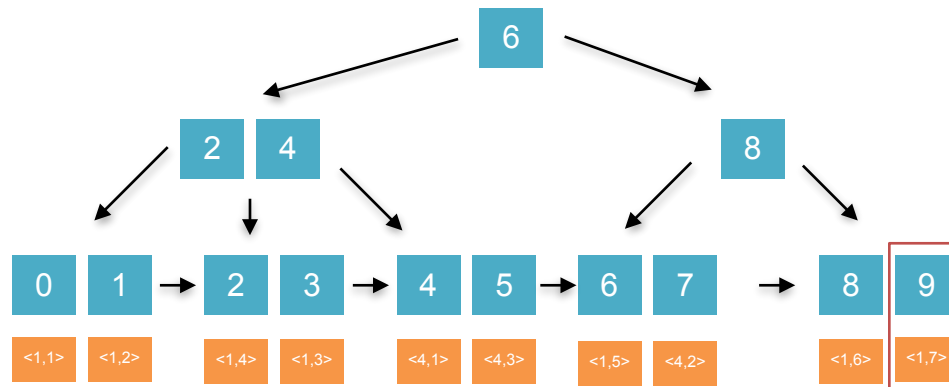 6
2 4 8
0 1 2 3 4 5 6 7 8 9
<1,1> <1,2> <1,4> <1,3> <4,1> <4,3> <1,5> <4,2> <1,6> <1,7>